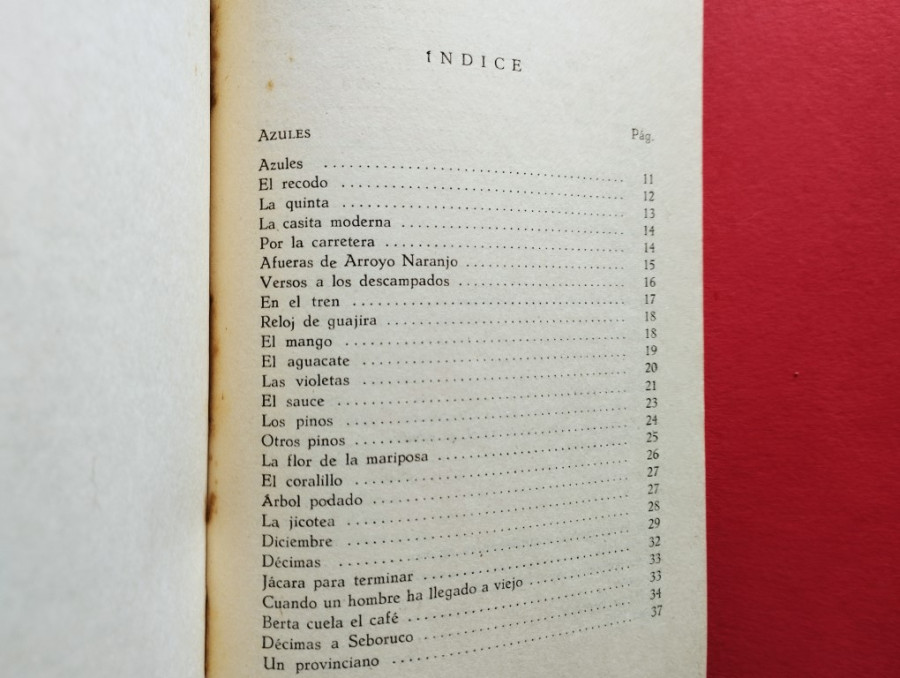 ÍNDICE
AZULES Pág.
Azules .......... 11
El recodo .......... 12
La quinta .......... 13
La casita moderna .......... 14
Por la carretera .......... 14
Afueras de Arroyo Naranjo .......... 15
Versos a los descampados .......... 16
En el tren .......... 17
Reloj de guajira .......... 18
El mango .......... 18
El aguacate .......... 19
Las violetas .......... 20
El sauce .......... 21
Los pinos .......... 23
Otros pinos .......... 24
La flor de la mariposa .......... 25
El coralillo .......... 26
Árbol podado .......... 27
La jicotea .......... 27
Diciembre .......... 28
Décimas .......... 29
Jácara para terminar .......... 32
Cuando un hombre ha llegado a viejo .......... 33
Berta cuela el café .......... 33
Décimas a Seboruco .......... 34
Un provinciano .......... 37